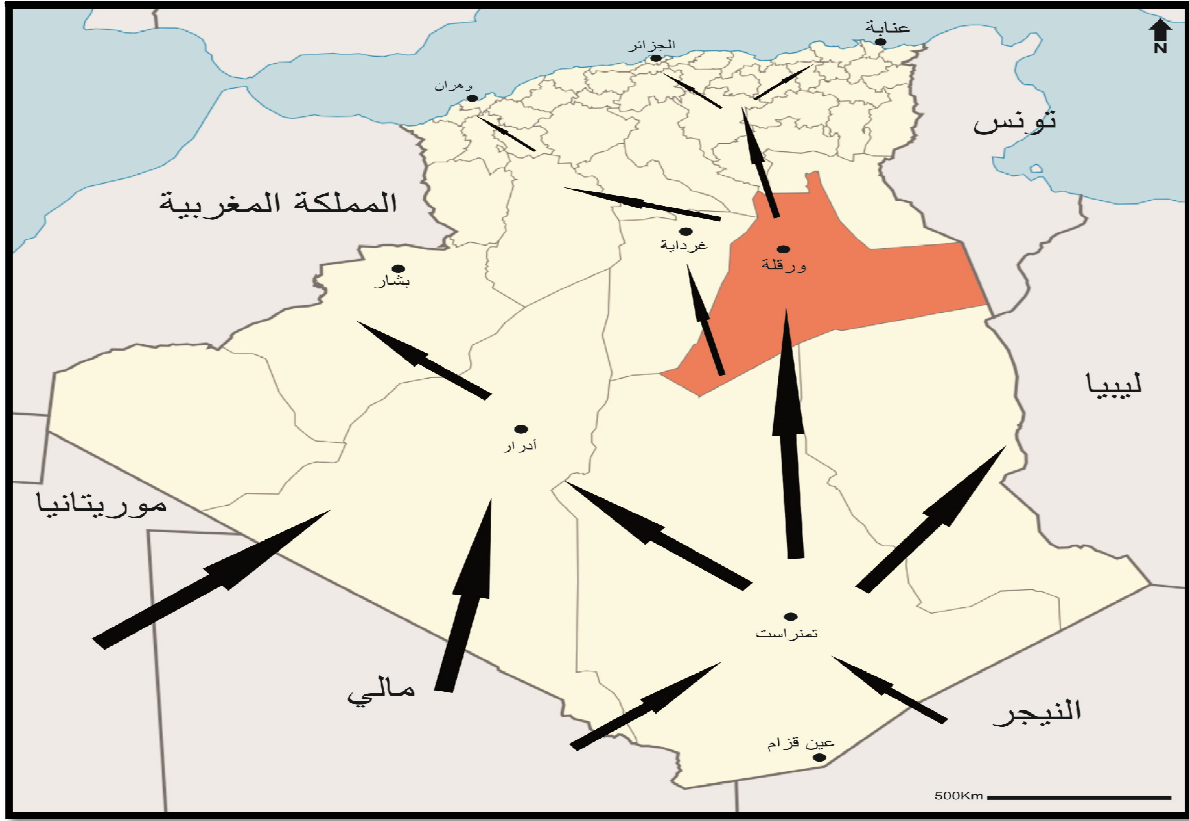 عنابة
الجزائر
N
وهران
تونس
المملكة المغربية
غرداية
ورقلة
بشار
ليبيا
أدرار
موريتانيا
تمنراست
مالي
النيجر
عين قزام
500Km